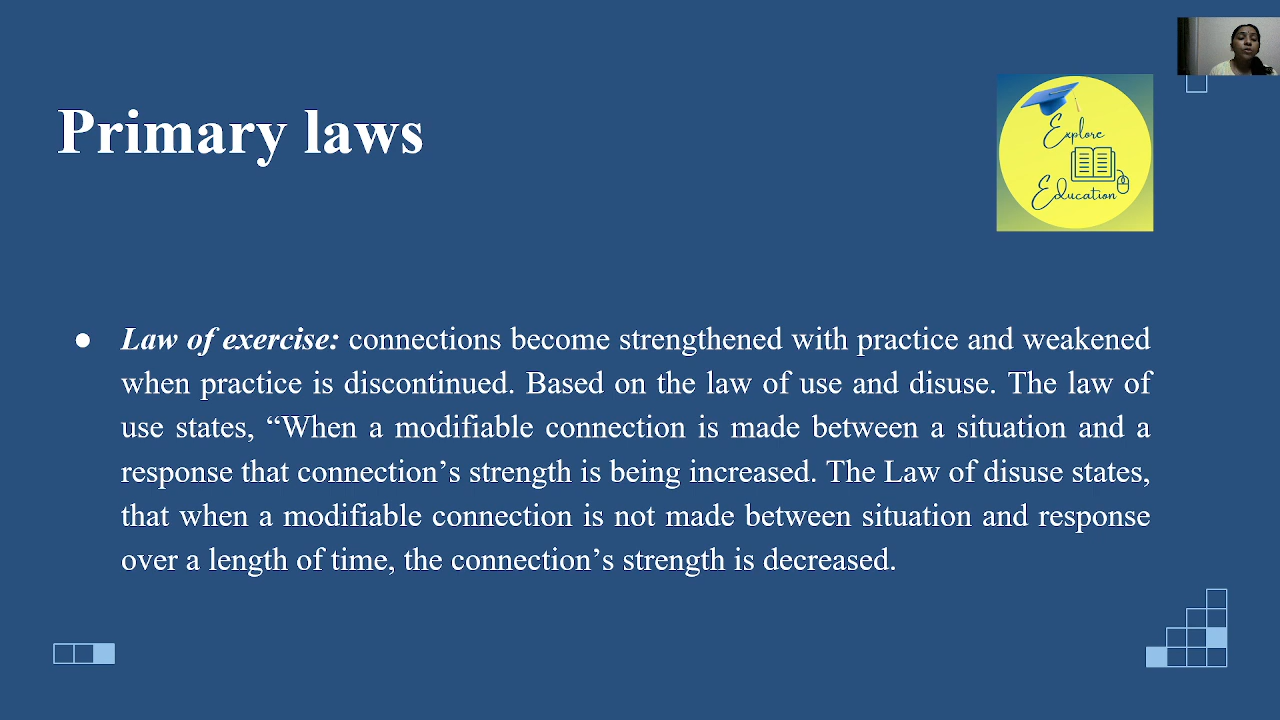 Primary laws
Explore
Education
● Law of exercise: connections become strengthened with practice and weakened
when practice is discontinued. Based on the law of use and disuse. The law of
use states, “When a modifiable connection is made between a situation and a
response that connection’s strength is being increased. The Law of disuse states,
that when a modifiable connection is not made between situation and response
over a length of time, the connection’s strength is decreased.